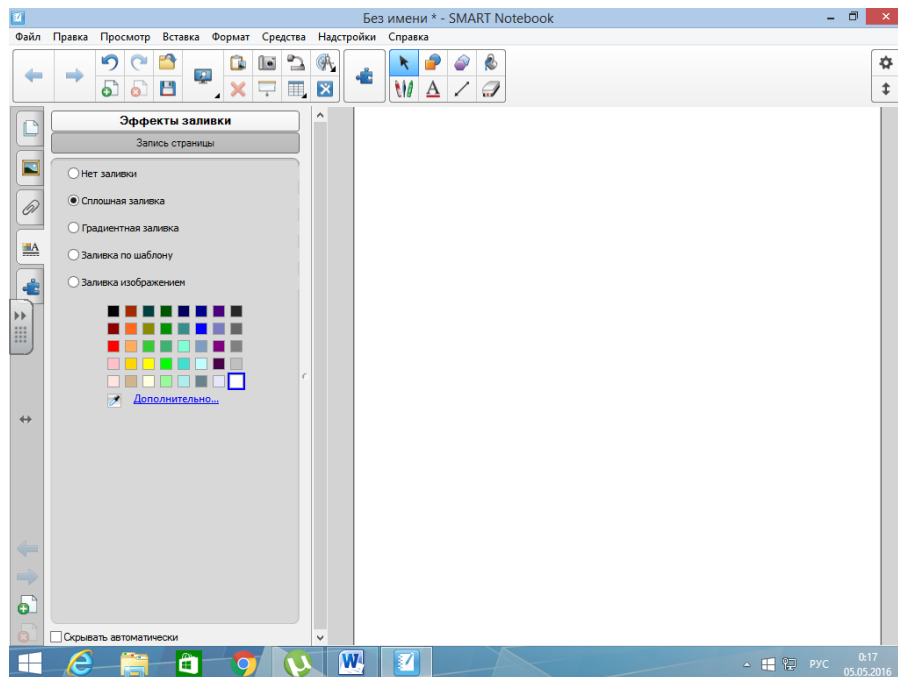 Без имени * - SMART Notebook
Файл Правка Просмотр Вставка Формат Средства Надстройки Справка
Эффекты заливки
Запись страницы
Нет заливки
Сплошная заливка
Градиентная заливка
Заливка по шаблону
Заливка изображением
Дополнительно...
Скрывать автоматически
РУС
0:17
05.05.2016